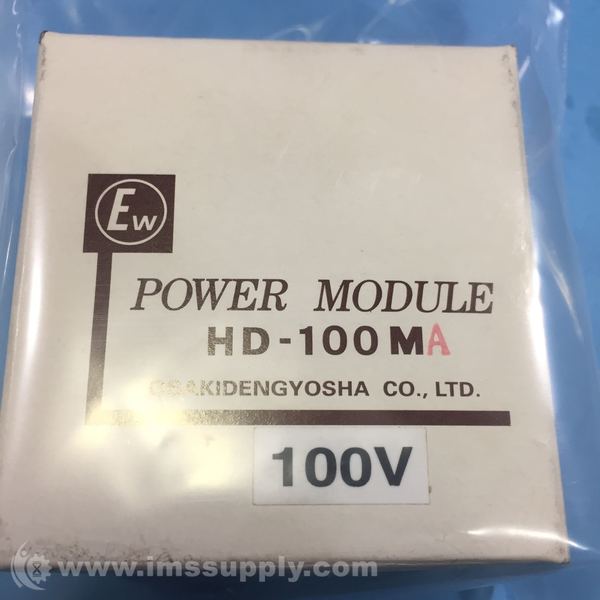 Ew
POWER MODULE
HD-100MA
OSAKIDENGYOSHA CO., LTD.
100V
www.imssupply.com